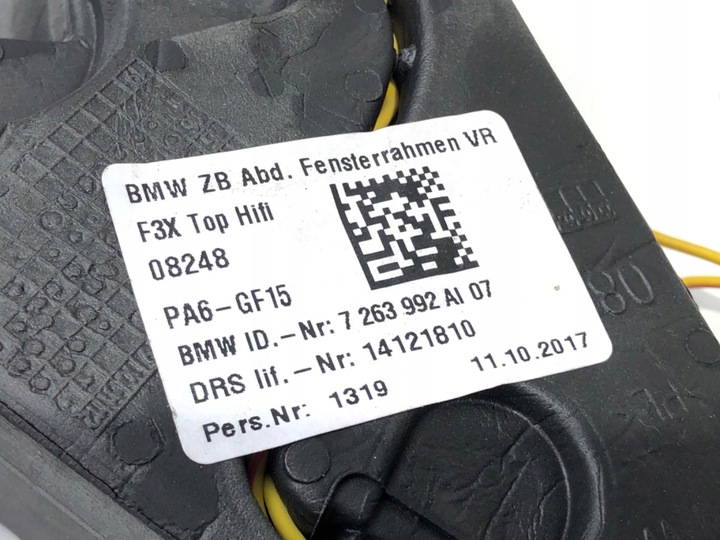 BMW ZB Abd. Fensterrahmen VR
F3X Top Hifi
08248
PA6-GF15
BMW ID.-Nr: 7 263 992 AI 07
DRS lif.-Nr: 14121810
Pers.Nr: 1319
11.10.2017
80